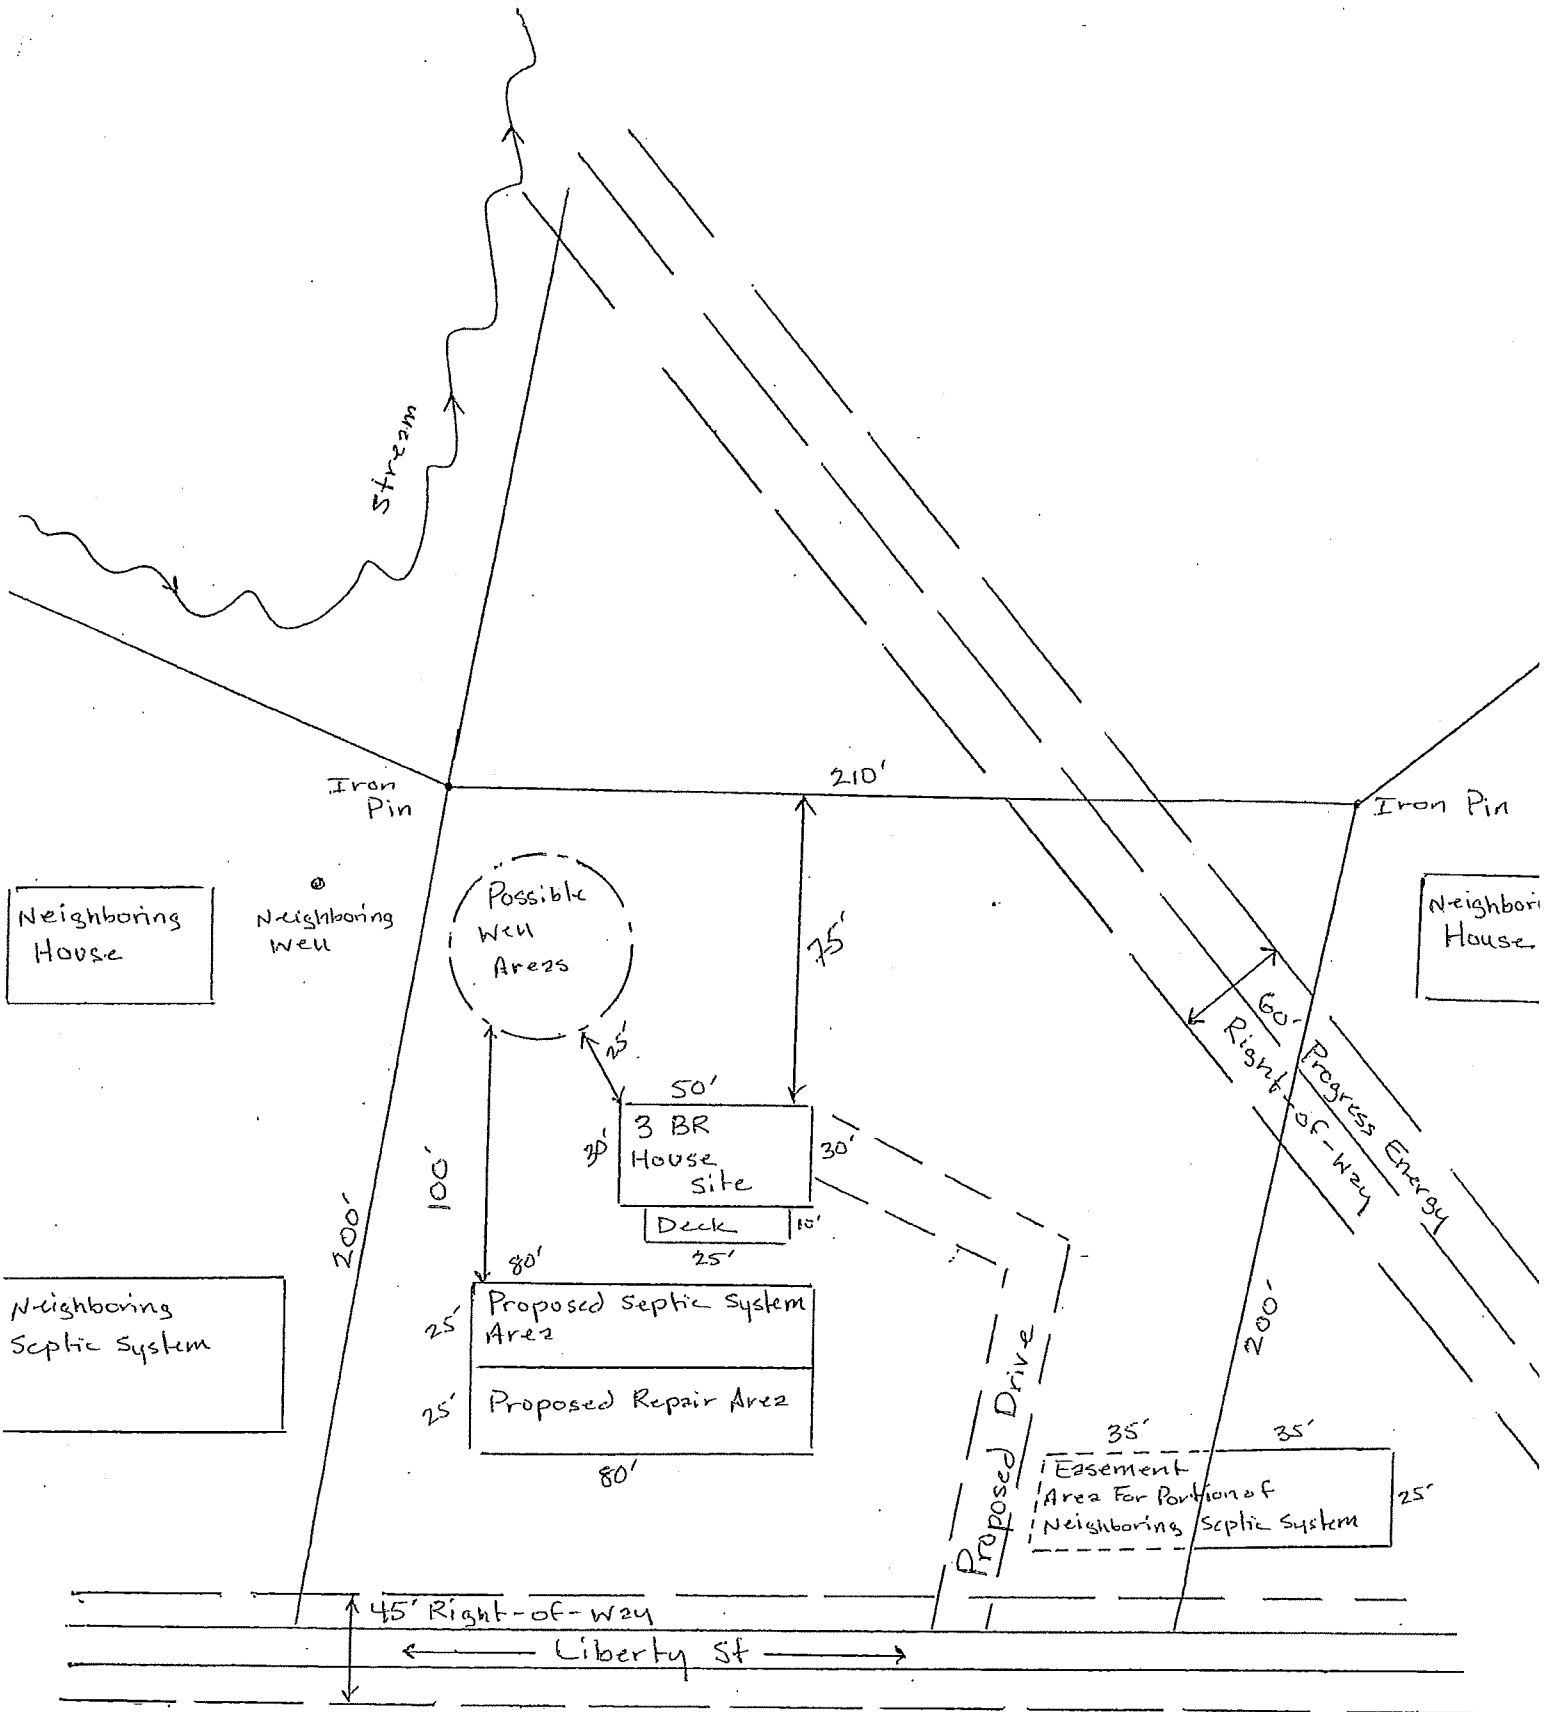 Stream
210'
Iron
Pin
Iron Pin
Neighboring
House
Neighboring
Well
Possible
Well
Areas
75'
Neighbori
House
60'
Right-of-Way
Progress Energy
25'
50'
3 BR
House
Site
30'
30'
Deck
10'
25'
100'
200'
200'
80'
Neighboring
Septic System
25'
Proposed Septic System
Area
25'
Proposed Repair Area
80'
Proposed Drive
35'
35'
Easement
Area For Portion of
Neighboring Septic System
25'
45' Right-of-Way
Liberty St